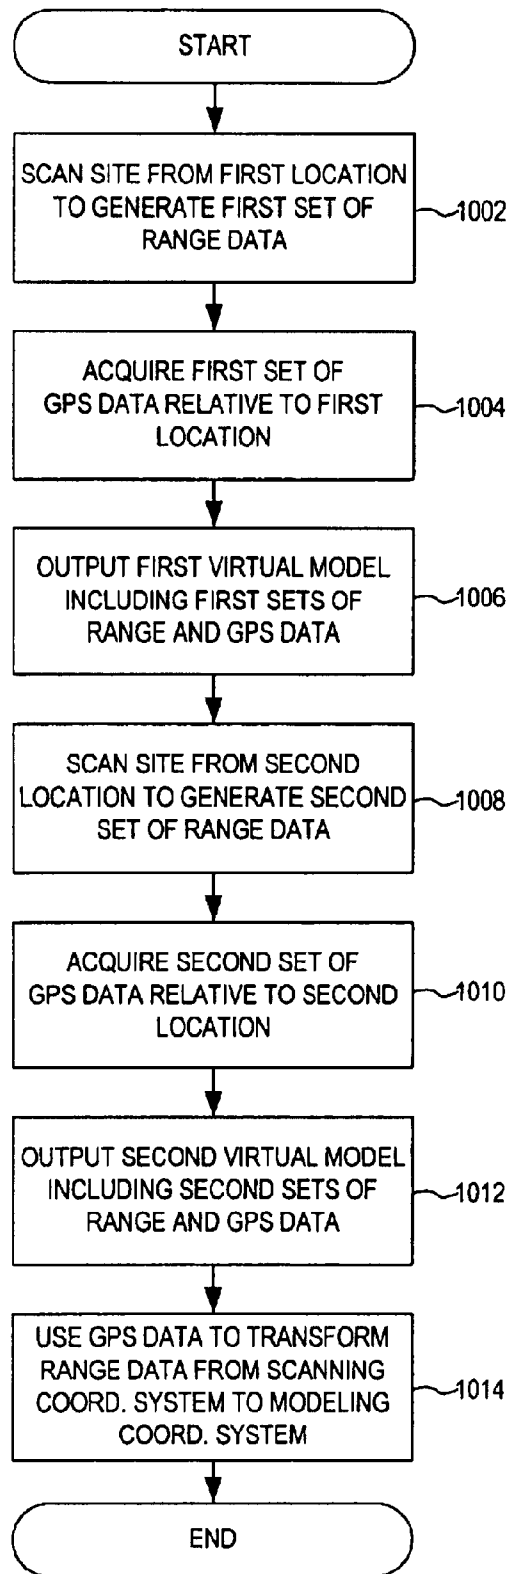 START
SCAN SITE FROM FIRST LOCATION
TO GENERATE FIRST SET OF
RANGE DATA
1002
ACQUIRE FIRST SET OF
GPS DATA RELATIVE TO FIRST
LOCATION
1004
OUTPUT FIRST VIRTUAL MODEL
INCLUDING FIRST SETS OF
RANGE AND GPS DATA
1006
SCAN SITE FROM SECOND
LOCATION TO GENERATE SECOND
SET OF RANGE DATA
1008
ACQUIRE SECOND SET OF
GPS DATA RELATIVE TO SECOND
LOCATION
1010
OUTPUT SECOND VIRTUAL MODEL
INCLUDING SECOND SETS OF
RANGE AND GPS DATA
1012
USE GPS DATA TO TRANSFORM
RANGE DATA FROM SCANNING
COORD. SYSTEM TO MODELING
COORD. SYSTEM
1014
END